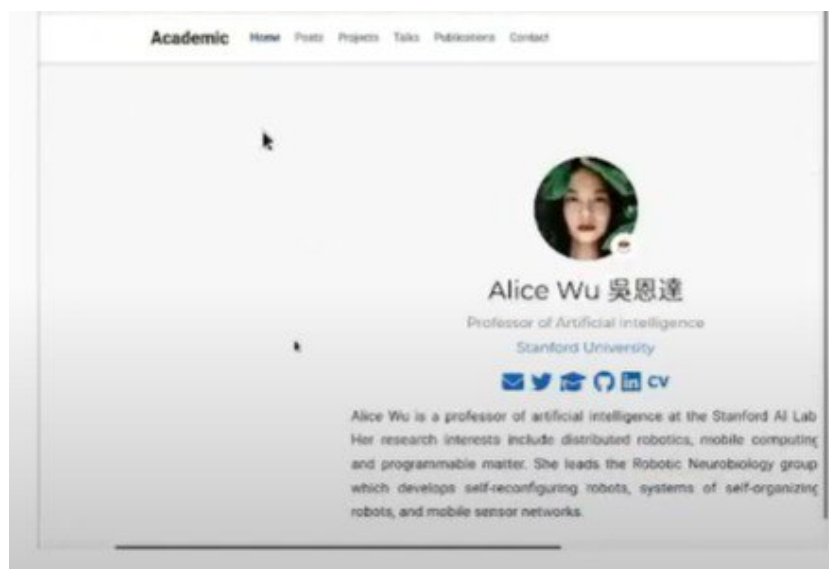 Academic Home Posts Projects Talks Publications Contact
Alice Wu 吳恩達
Professor of Artificial Intelligence
Stanford University
CV
Alice Wu is a professor of artificial intelligence at the Stanford AI Lab
Her research interests include distributed robotics, mobile computing
and programmable matter. She leads the Robotic Neurobiology group
which develops self-reconfiguring robots, systems of self-organizing
robots, and mobile sensor networks.